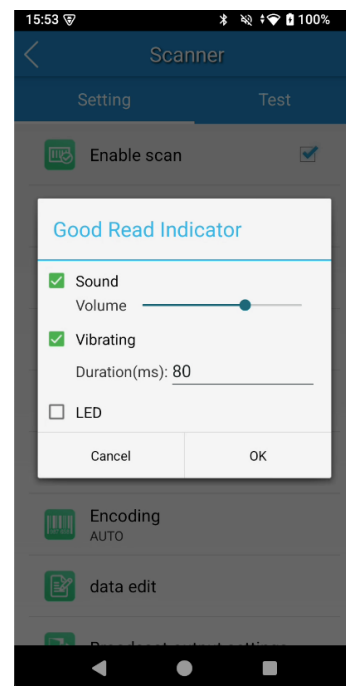 15:53
100%
Scanner
Setting
Test
Enable scan
Good Read Indicator
Sound
Volume
Vibrating
Duration(ms): 80
LED
Cancel
OK
Encoding
AUTO
data edit